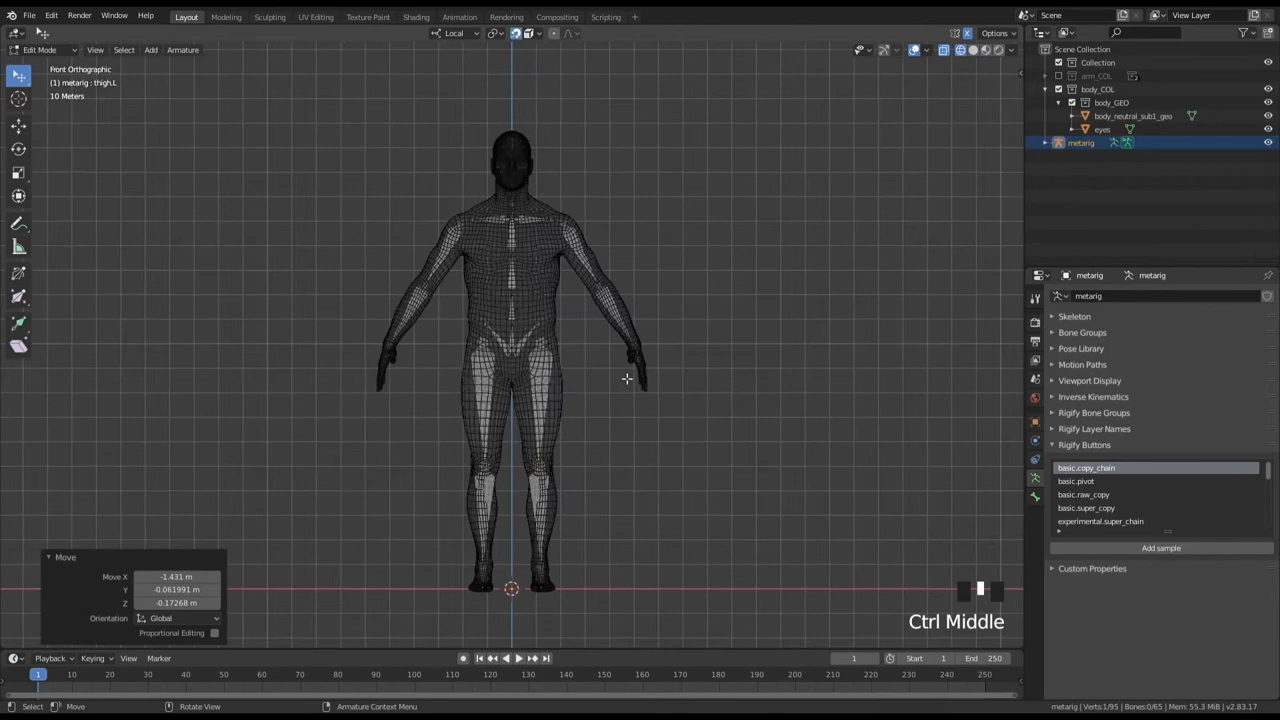 File Edit Render Window Help Layout Modeling Sculpting UV Editing Texture Paint Shading Animation Rendering Compositing Scripting + Scene View Layer
Local Options
Edit Mode View Select Add Armature
Front Orthographic
(1) metarig : thigh.L
10 Meters
Scene Collection
Collection
arm_COL
body_COL
body_GEO
body_neutral_sub1_geo
eyes
metarig
metarig metarig
metarig
Skeleton
Bone Groups
Pose Library
Motion Paths
Viewport Display
Inverse Kinematics
Rigify Bone Groups
Rigify Layer Names
Rigify Buttons
basic.copy_chain
basic.pivot
basic.raw_copy
basic.super_copy
experimental.super_chain
Add sample
Custom Properties
Move
Move X -1.431 m
Y -0.061991 m
Z -0.17268 m
Orientation Global
Proportional Editing
Ctrl Middle
Playback Keying View Marker 1 Start 1 End 250
1 10 20 30 40 50 60 70 80 90 100 110 120 130 140 150 160 170 180 190 200 210 220 230 240 250
Select Move Rotate View Armature Context Menu metarig | Verts:1/95 | Bones:0/65 | Mem: 55.3 MiB | v2.83.17